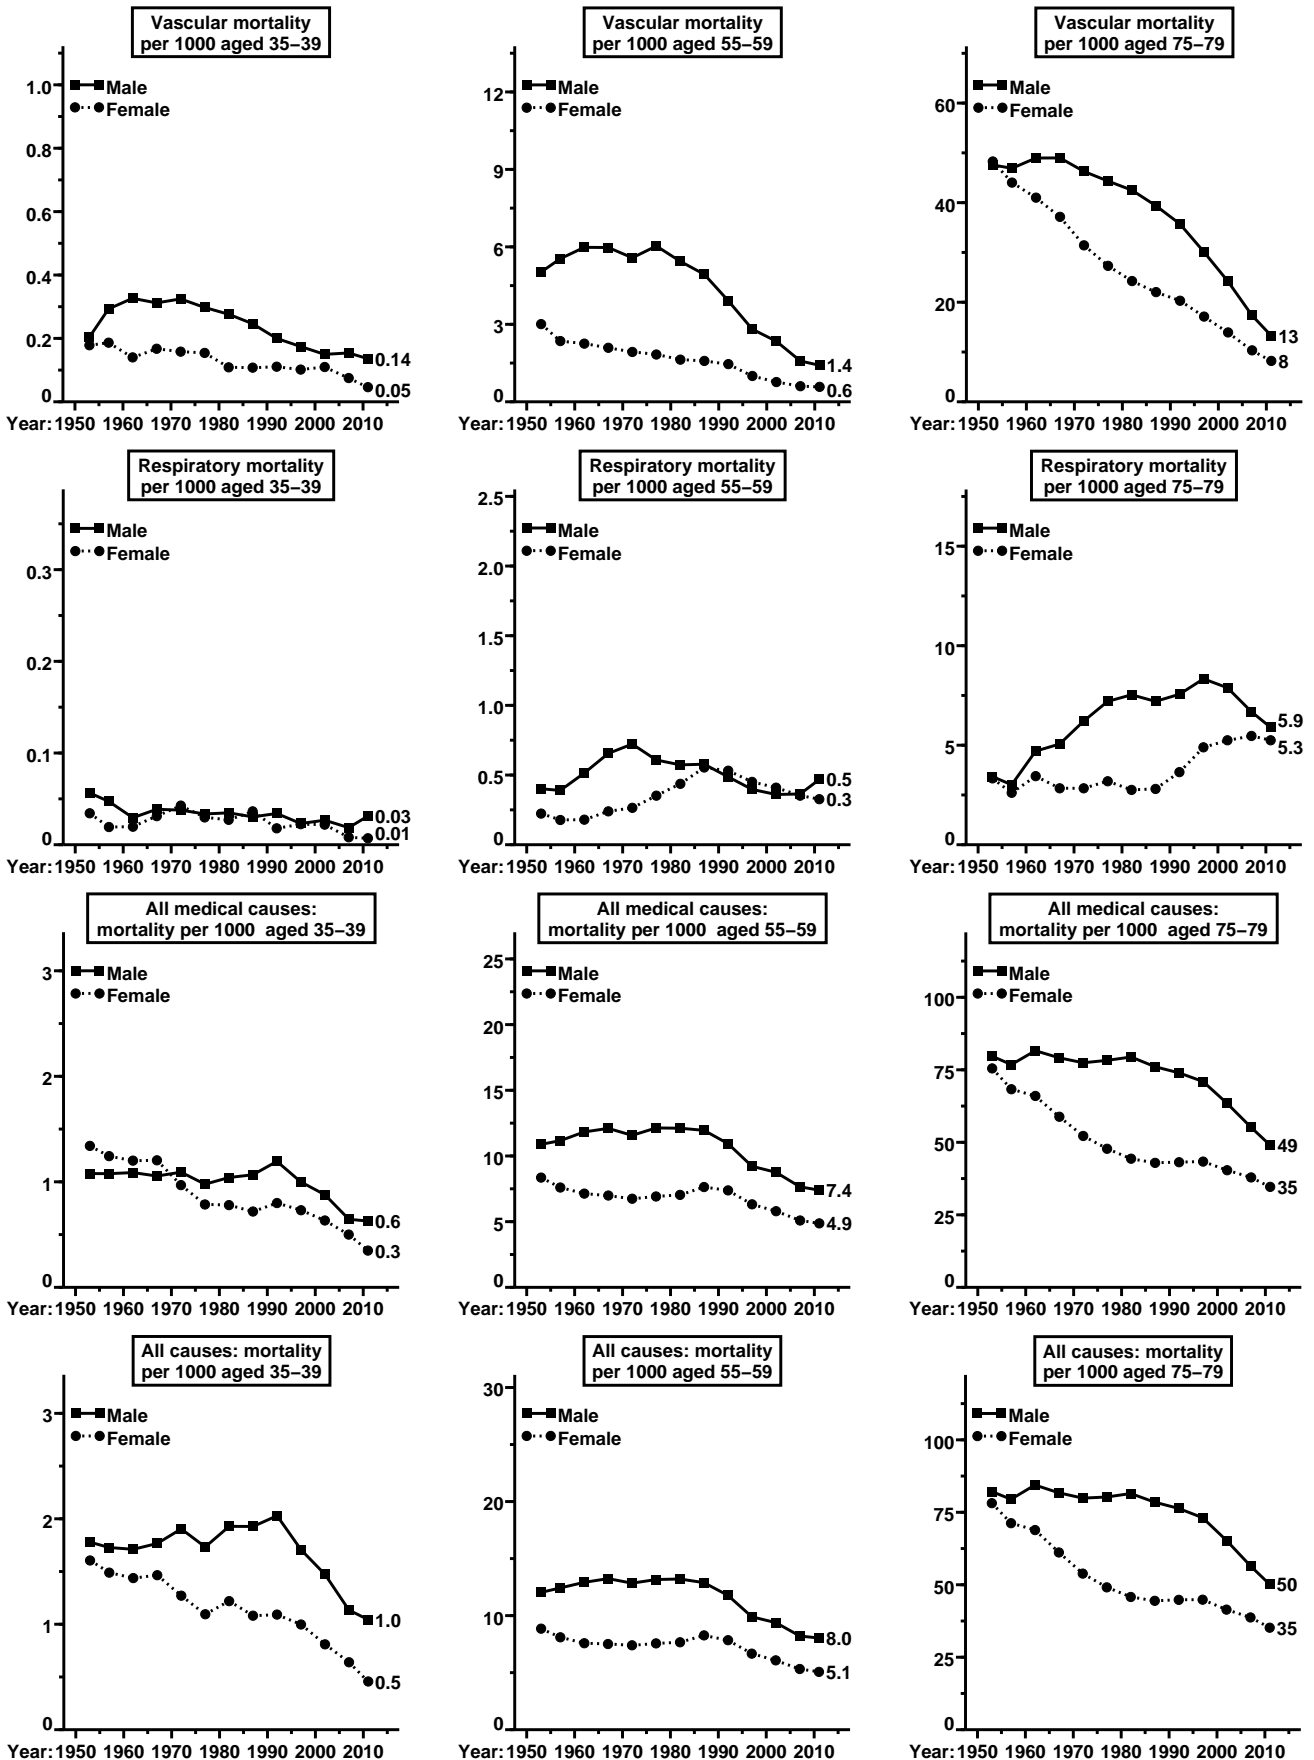 Vascular mortality
per 1000 aged 35–39
1.0
0.8
0.6
0.4
0.2
0
Male
Female
0.14
0.05
Year: 1950 1960 1970 1980 1990 2000 2010
Vascular mortality
per 1000 aged 55–59
12
9
6
3
0
Male
Female
1.4
0.6
1950 1960 1970 1980 1990 2000 2010
Year:
Vascular mortality
per 1000 aged 75–79
60
40
20
0
Male
Female
13
8
Year: 1950 1960 1970 1980 1990 2000 2010
Respiratory mortality
per 1000 aged 35–39
0.3
0.2
0.1
0
Male
Female
0.03
0.01
Year: 1950 1960 1970 1980 1990 2000 2010
Respiratory mortality
per 1000 aged 55–59
2.5
2.0
1.5
1.0
0.5
0
Male
Female
0.5
0.3
Year: 1950 1960 1970 1980 1990 2000 2010
Respiratory mortality
per 1000 aged 75–79
15
10
5
0
Male
Female
5.9
5.3
Year: 1950 1960 1970 1980 1990 2000 2010
All medical causes:
mortality per 1000 aged 35–39
3
2
1
0
Male
Female
0.6
0.3
Year: 1950 1960 1970 1980 1990 2000 2010
All medical causes:
mortality per 1000 aged 55–59
25
20
15
10
5
0
Male
Female
7.4
4.9
Year: 1950 1960 1970 1980 1990 2000 2010
All medical causes:
mortality per 1000 aged 75–79
100
75
50
25
0
Male
Female
49
35
Year: 1950 1960 1970 1980 1990 2000 2010
All causes: mortality
per 1000 aged 35–39
3
2
1
0
Male
Female
1.0
0.5
Year: 1950 1960 1970 1980 1990 2000 2010
All causes: mortality
per 1000 aged 55–59
30
20
10
0
Male
Female
8.0
5.1
Year: 1950 1960 1970 1980 1990 2000 2010
All causes: mortality
per 1000 aged 75–79
100
75
50
25
0
Male
Female
50
35
Year: 1950 1960 1970 1980 1990 2000 2010